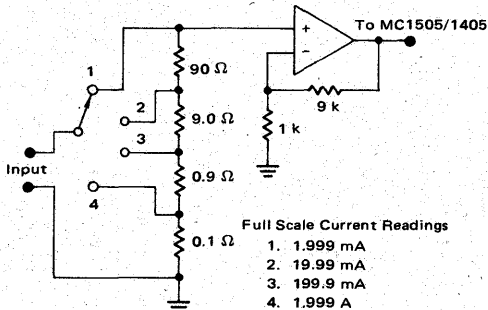 To MC1505/1405
+
−
1
90 Ω
9 k
2
9.0 Ω
1 k
3
Input
0.9 Ω
4
0.1 Ω
Full Scale Current Readings
1. 1.999 mA
2. 19.99 mA
3. 199.9 mA
4. 1.999 A